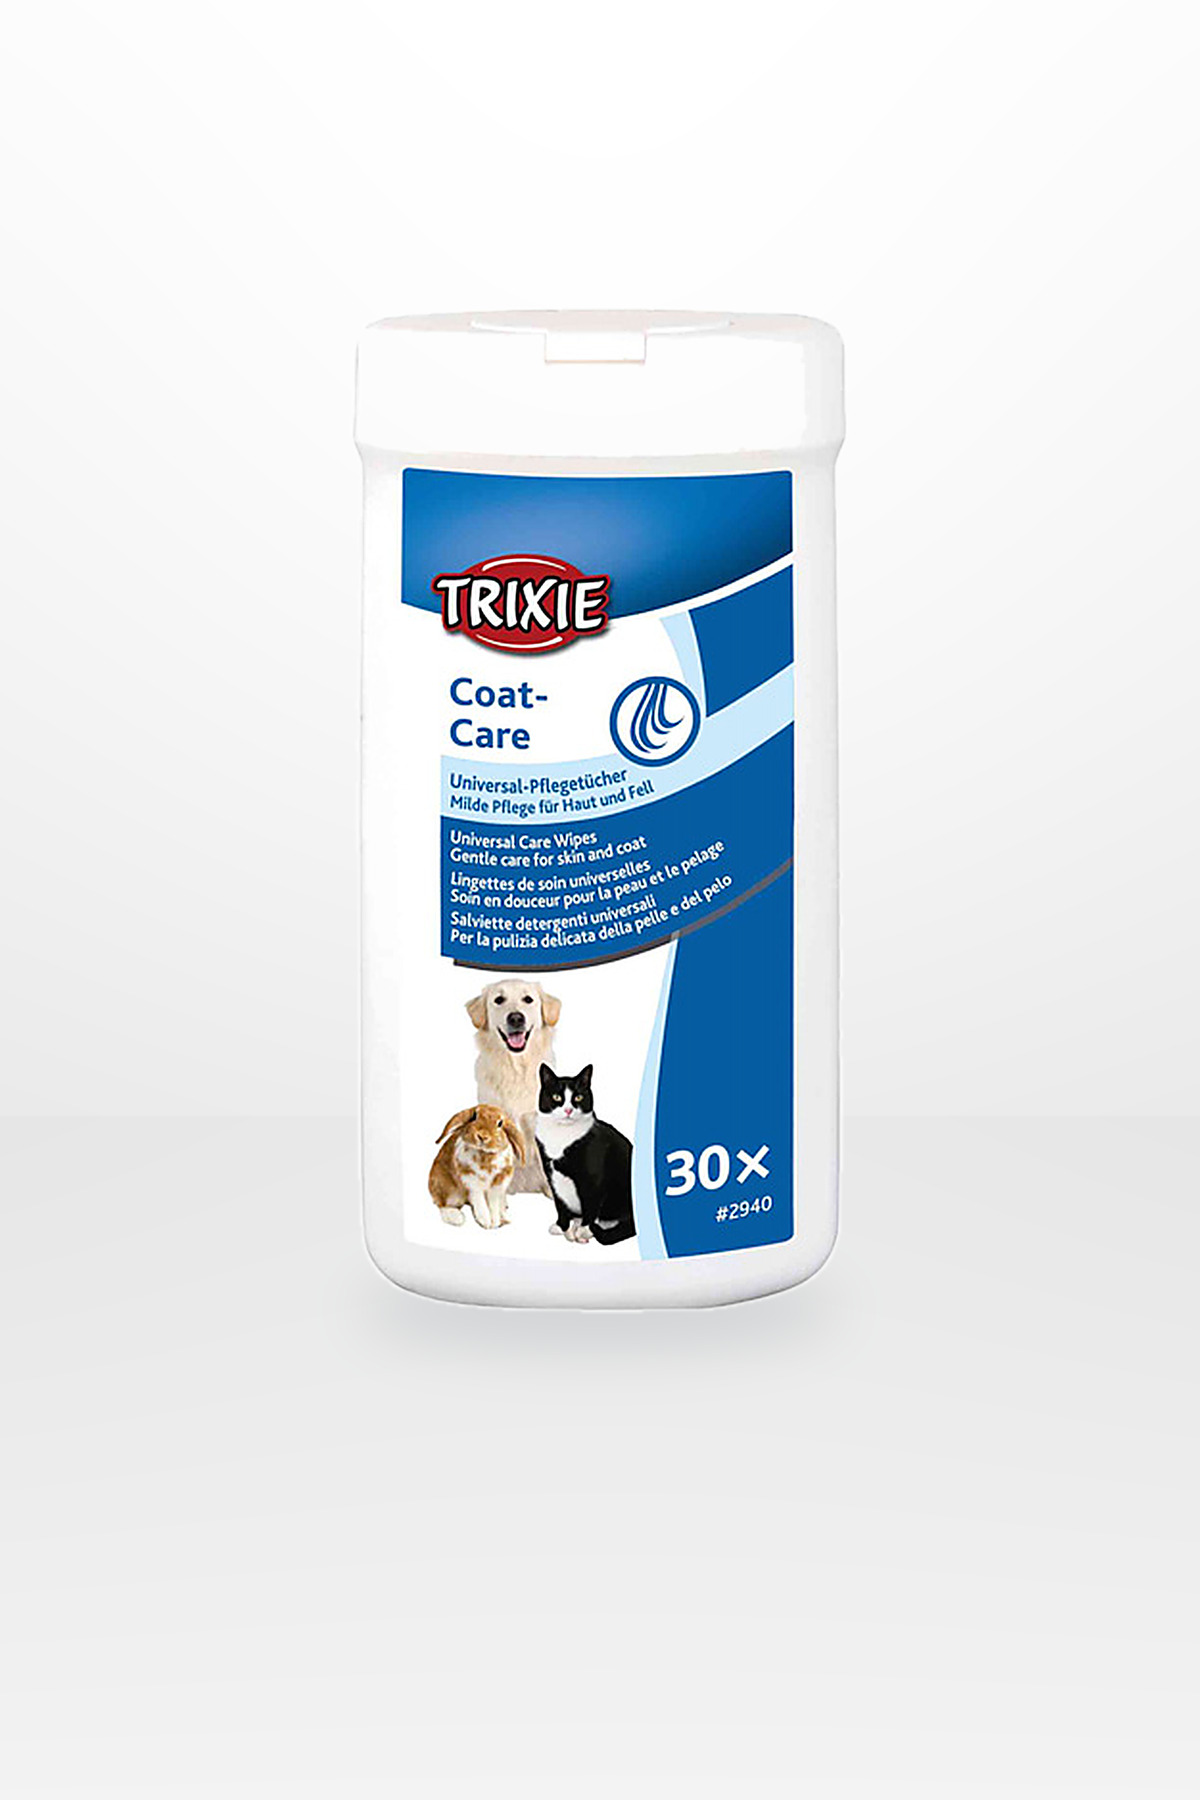 TRIXIE
Coat-
Care
Universal-Pflegetücher
Milde Pflege für Haut und Fell
Universal Care Wipes
Gentle care for skin and coat
Lingettes de soin universelles
Soin en douceur pour la peau et le pelage
Salviette detergenti universali
Per la pulizia delicata della pelle e del pelo
30×
#2940